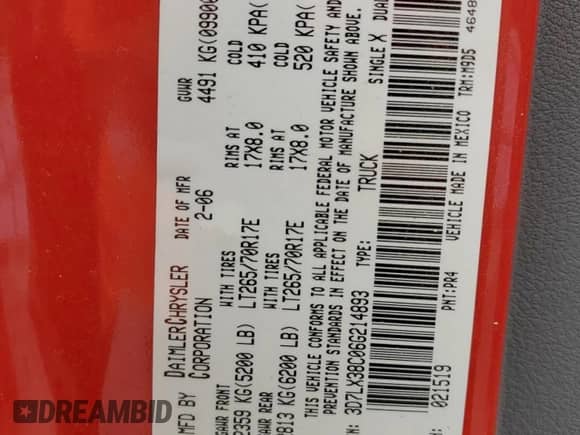 MFD BY DAIMLERCHRYSLER CORPORATION
DATE OF MFR 2-06
GVWR 4491 KG(0990
GAWR FRONT WITH TIRES RIMS AT COLD
2359 KG(5200 LB) LT265/70R17E 17X8.0 410 KPA(
GAWR REAR WITH TIRES RIMS AT COLD
813 KG(6200 LB) LT265/70R17E 17X8.0 520 KPA(
THIS VEHICLE CONFORMS TO ALL APPLICABLE FEDERAL MOTOR VEHICLE SAFETY AND
PREVENTION STANDARDS IN EFFECT ON THE DATE OF MANUFACTURE SHOWN ABOVE.
3D7LX38C06G214893 TYPE: TRUCK SINGLE X DUAL
021519 PNT:PR4 VEHICLE MADE IN MEXICO TRM:M9D5
4648
DREAMBID